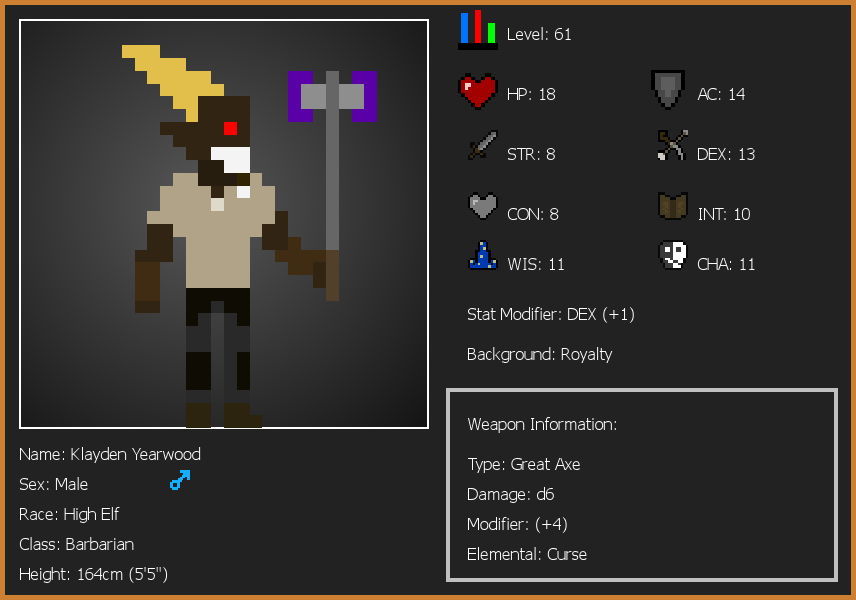 Level: 61
HP: 18
AC: 14
STR: 8
DEX: 13
CON: 8
INT: 10
WIS: 11
CHA: 11
Stat Modifier: DEX (+1)
Background: Royalty
Weapon Information:
Type: Great Axe
Damage: d6
Modifier: (+4)
Elemental: Curse
Name: Klayden Yearwood
Sex: Male
Race: High Elf
Class: Barbarian
Height: 164cm (5'5")